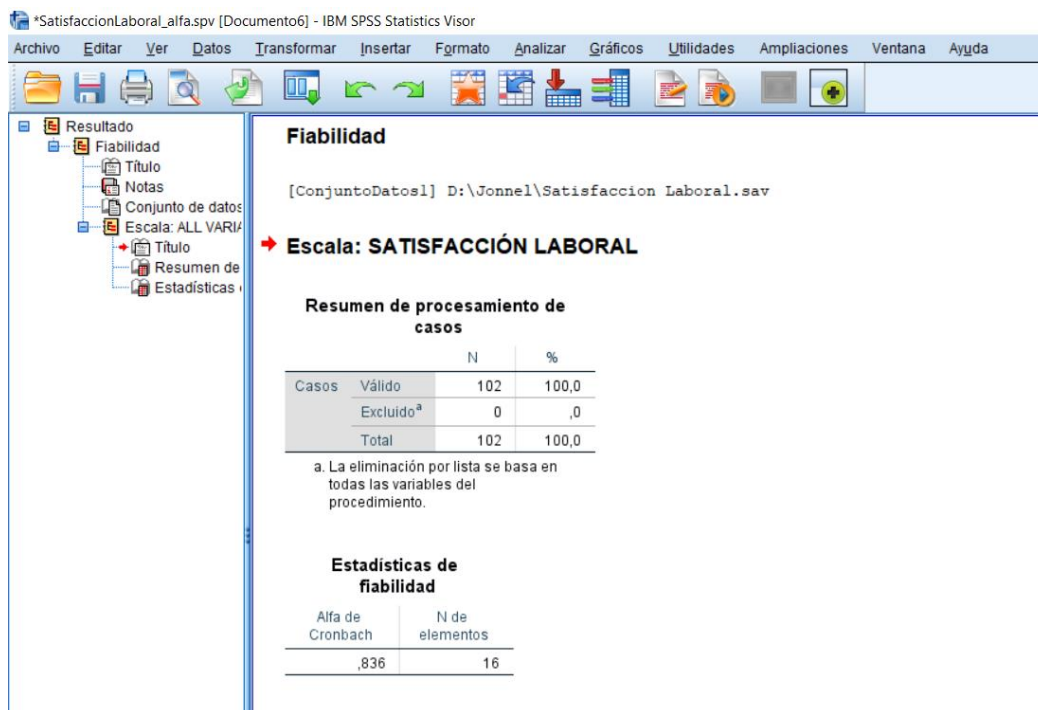 *SatisfaccionLaboral_alfa.spv [Documento6] - IBM SPSS Statistics Visor
Archivo Editar Ver Datos Transformar Insertar Formato Analizar Gráficos Utilidades Ampliaciones Ventana Ayuda
Resultado
Fiabilidad
Título
Notas
Conjunto de datos
Escala: ALL VARIA
Título
Resumen de
Estadísticas
Fiabilidad
[ConjuntoDatos1] D:\Jonnel\Satisfaccion Laboral.sav
Escala: SATISFACCIÓN LABORAL
Resumen de procesamiento de
casos
N %
Casos Válido 102 100,0
Excluido^a 0 ,0
Total 102 100,0
a. La eliminación por lista se basa en
todas las variables del
procedimiento.
Estadísticas de
fiabilidad
Alfa de N de
Cronbach elementos
,836 16